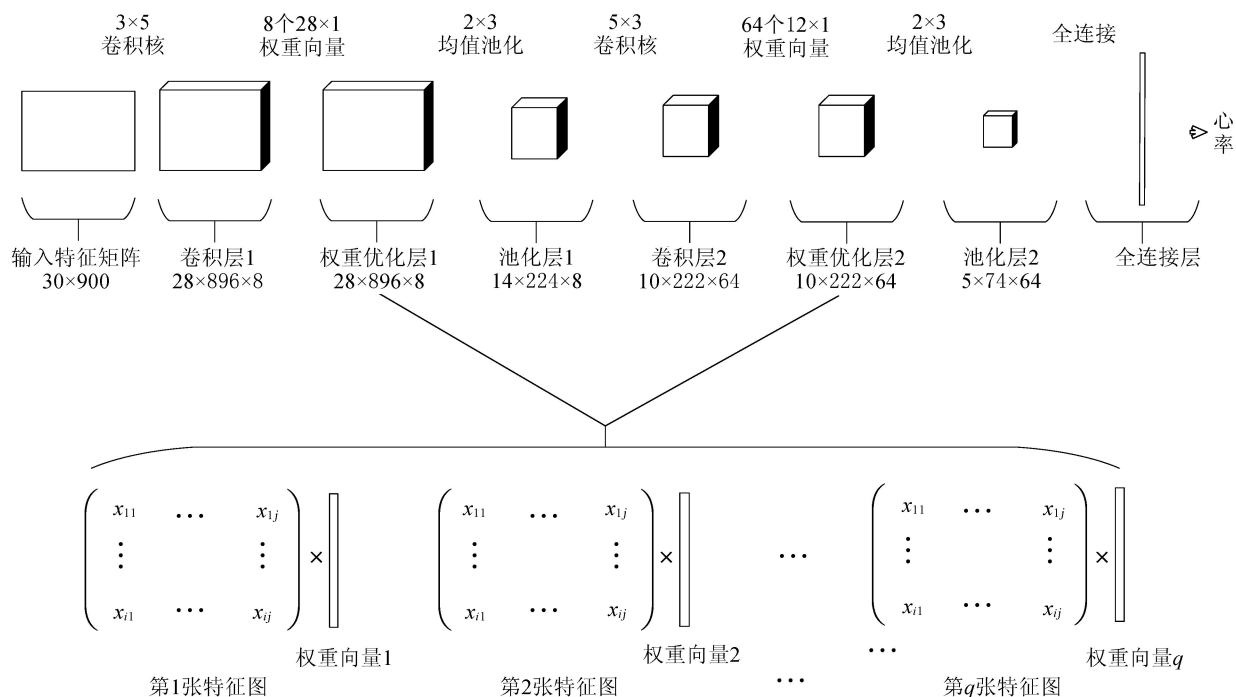 3×5
卷积核
8个28×1
权重向量
2×3
均值池化
5×3
卷积核
64个12×1
权重向量
2×3
均值池化
全连接
心
率
输入特征矩阵
30×900
卷积层1
28×896×8
权重优化层1
28×896×8
池化层1
14×224×8
卷积层2
10×222×64
权重优化层2
10×222×64
池化层2
5×74×64
全连接层
x11 ⋯ x1j
⋮ ⋮
xi1 ⋯ xij
×
权重向量1
第1张特征图
x11 ⋯ x1j
⋮ ⋮
xi1 ⋯ xij
×
权重向量2
第2张特征图
⋯
⋯
⋯
x11 ⋯ x1j
⋮ ⋮
xi1 ⋯ xij
×
权重向量q
第q张特征图